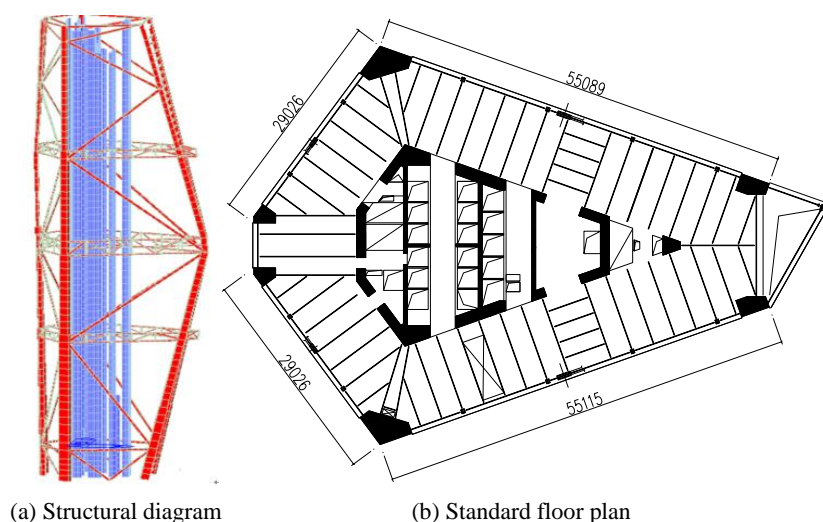 29026
55089
29026
55115
(a) Structural diagram
(b) Standard floor plan